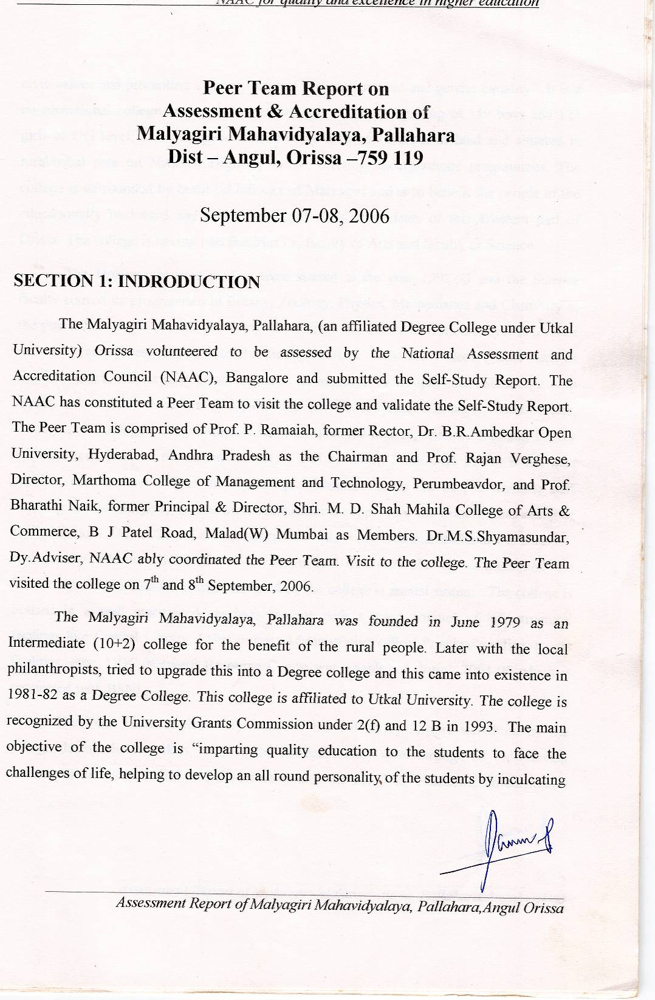 NAAC for quality and excellence in higher education
Peer Team Report on
Assessment & Accreditation of
Malyagiri Mahavidyalaya, Pallahara
Dist – Angul, Orissa –759 119
September 07-08, 2006
SECTION 1: INDRODUCTION
The Malyagiri Mahavidyalaya, Pallahara, (an affiliated Degree College under Utkal
University) Orissa volunteered to be assessed by the National Assessment and
Accreditation Council (NAAC), Bangalore and submitted the Self-Study Report. The
NAAC has constituted a Peer Team to visit the college and validate the Self-Study Report.
The Peer Team is comprised of Prof. P. Ramaiah, former Rector, Dr. B.R.Ambedkar Open
University, Hyderabad, Andhra Pradesh as the Chairman and Prof. Rajan Verghese,
Director, Marthoma College of Management and Technology, Perumbeavdor, and Prof.
Bharathi Naik, former Principal & Director, Shri. M. D. Shah Mahila College of Arts &
Commerce, B J Patel Road, Malad(W) Mumbai as Members. Dr.M.S.Shyamasundar,
Dy.Adviser, NAAC ably coordinated the Peer Team. Visit to the college. The Peer Team
visited the college on 7th and 8th September, 2006.
The Malyagiri Mahavidyalaya, Pallahara was founded in June 1979 as an
Intermediate (10+2) college for the benefit of the rural people. Later with the local
philanthropists, tried to upgrade this into a Degree college and this came into existence in
1981-82 as a Degree College. This college is affiliated to Utkal University. The college is
recognized by the University Grants Commission under 2(f) and 12 B in 1993. The main
objective of the college is “imparting quality education to the students to face the
challenges of life, helping to develop an all round personality, of the students by inculcating
Assessment Report of Malyagiri Mahavidyalaya, Pallahara,Angul Orissa